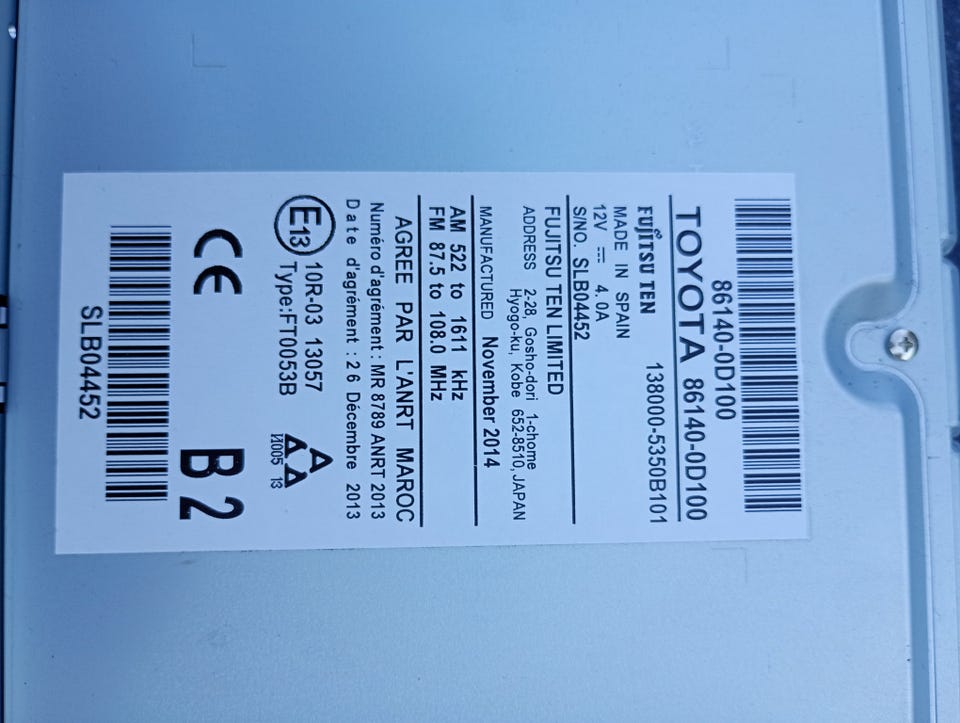 86140-0D100
TOYOTA 86140-0D100
FUJITSU TEN 138000-5350B101
MADE IN SPAIN
12V ⎓ 4.0A
S/NO. SLB04452
FUJITSU TEN LIMITED
ADDRESS 2-28, Gosho-dori 1-chome
Hyogo-ku, Kobe 652-8510, JAPAN
MANUFACTURED November 2014
AM 522 to 1611 kHz
FM 87.5 to 108.0 MHz
AGREE PAR L'ANRT MAROC
Numéro d'agrément : MR 8789 ANRT 2013
Date d'agrément : 26 Décembre 2013
E13 10R-03 13057
Type:FT0053B
И005 13
CE B2
SLB04452